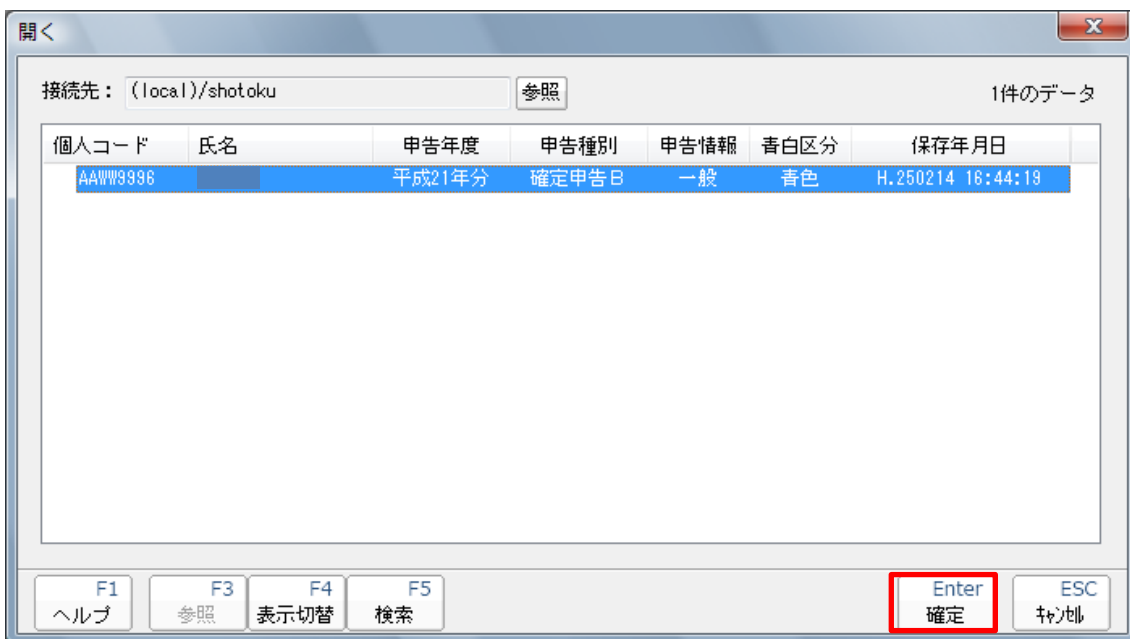 開く
接続先： (local)/shotoku 参照 1件のデータ
個人コード 氏名 申告年度 申告種別 申告情報 青白区分 保存年月日
AAWW9996 平成21年分 確定申告B 一般 青色 H.250214 16:44:19
F1 F3 F4 F5 Enter ESC
ヘルプ 参照 表示切替 検索 確定 ｷｬﾝｾﾙ